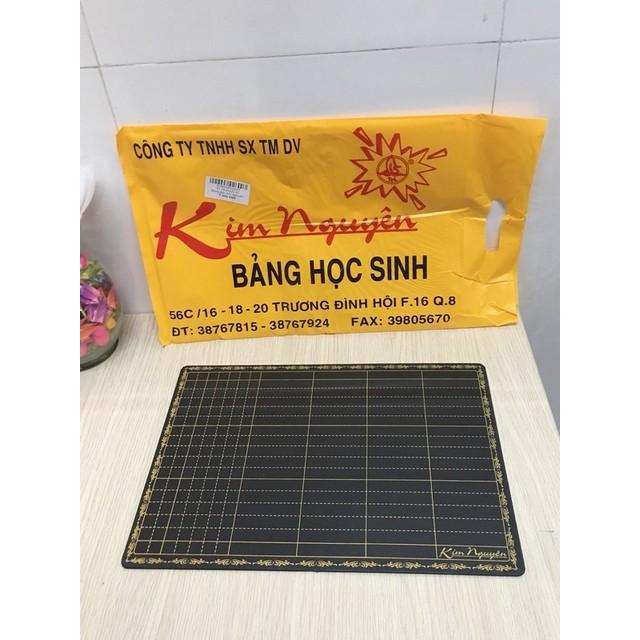 CÔNG TY TNHH SX TM DV
Kim Nguyên
BẢNG HỌC SINH
56C /16 - 18 - 20 TRƯƠNG ĐÌNH HỘI F.16 Q.8
ĐT: 38767815 - 38767924 FAX: 39805670
Kim Nguyên